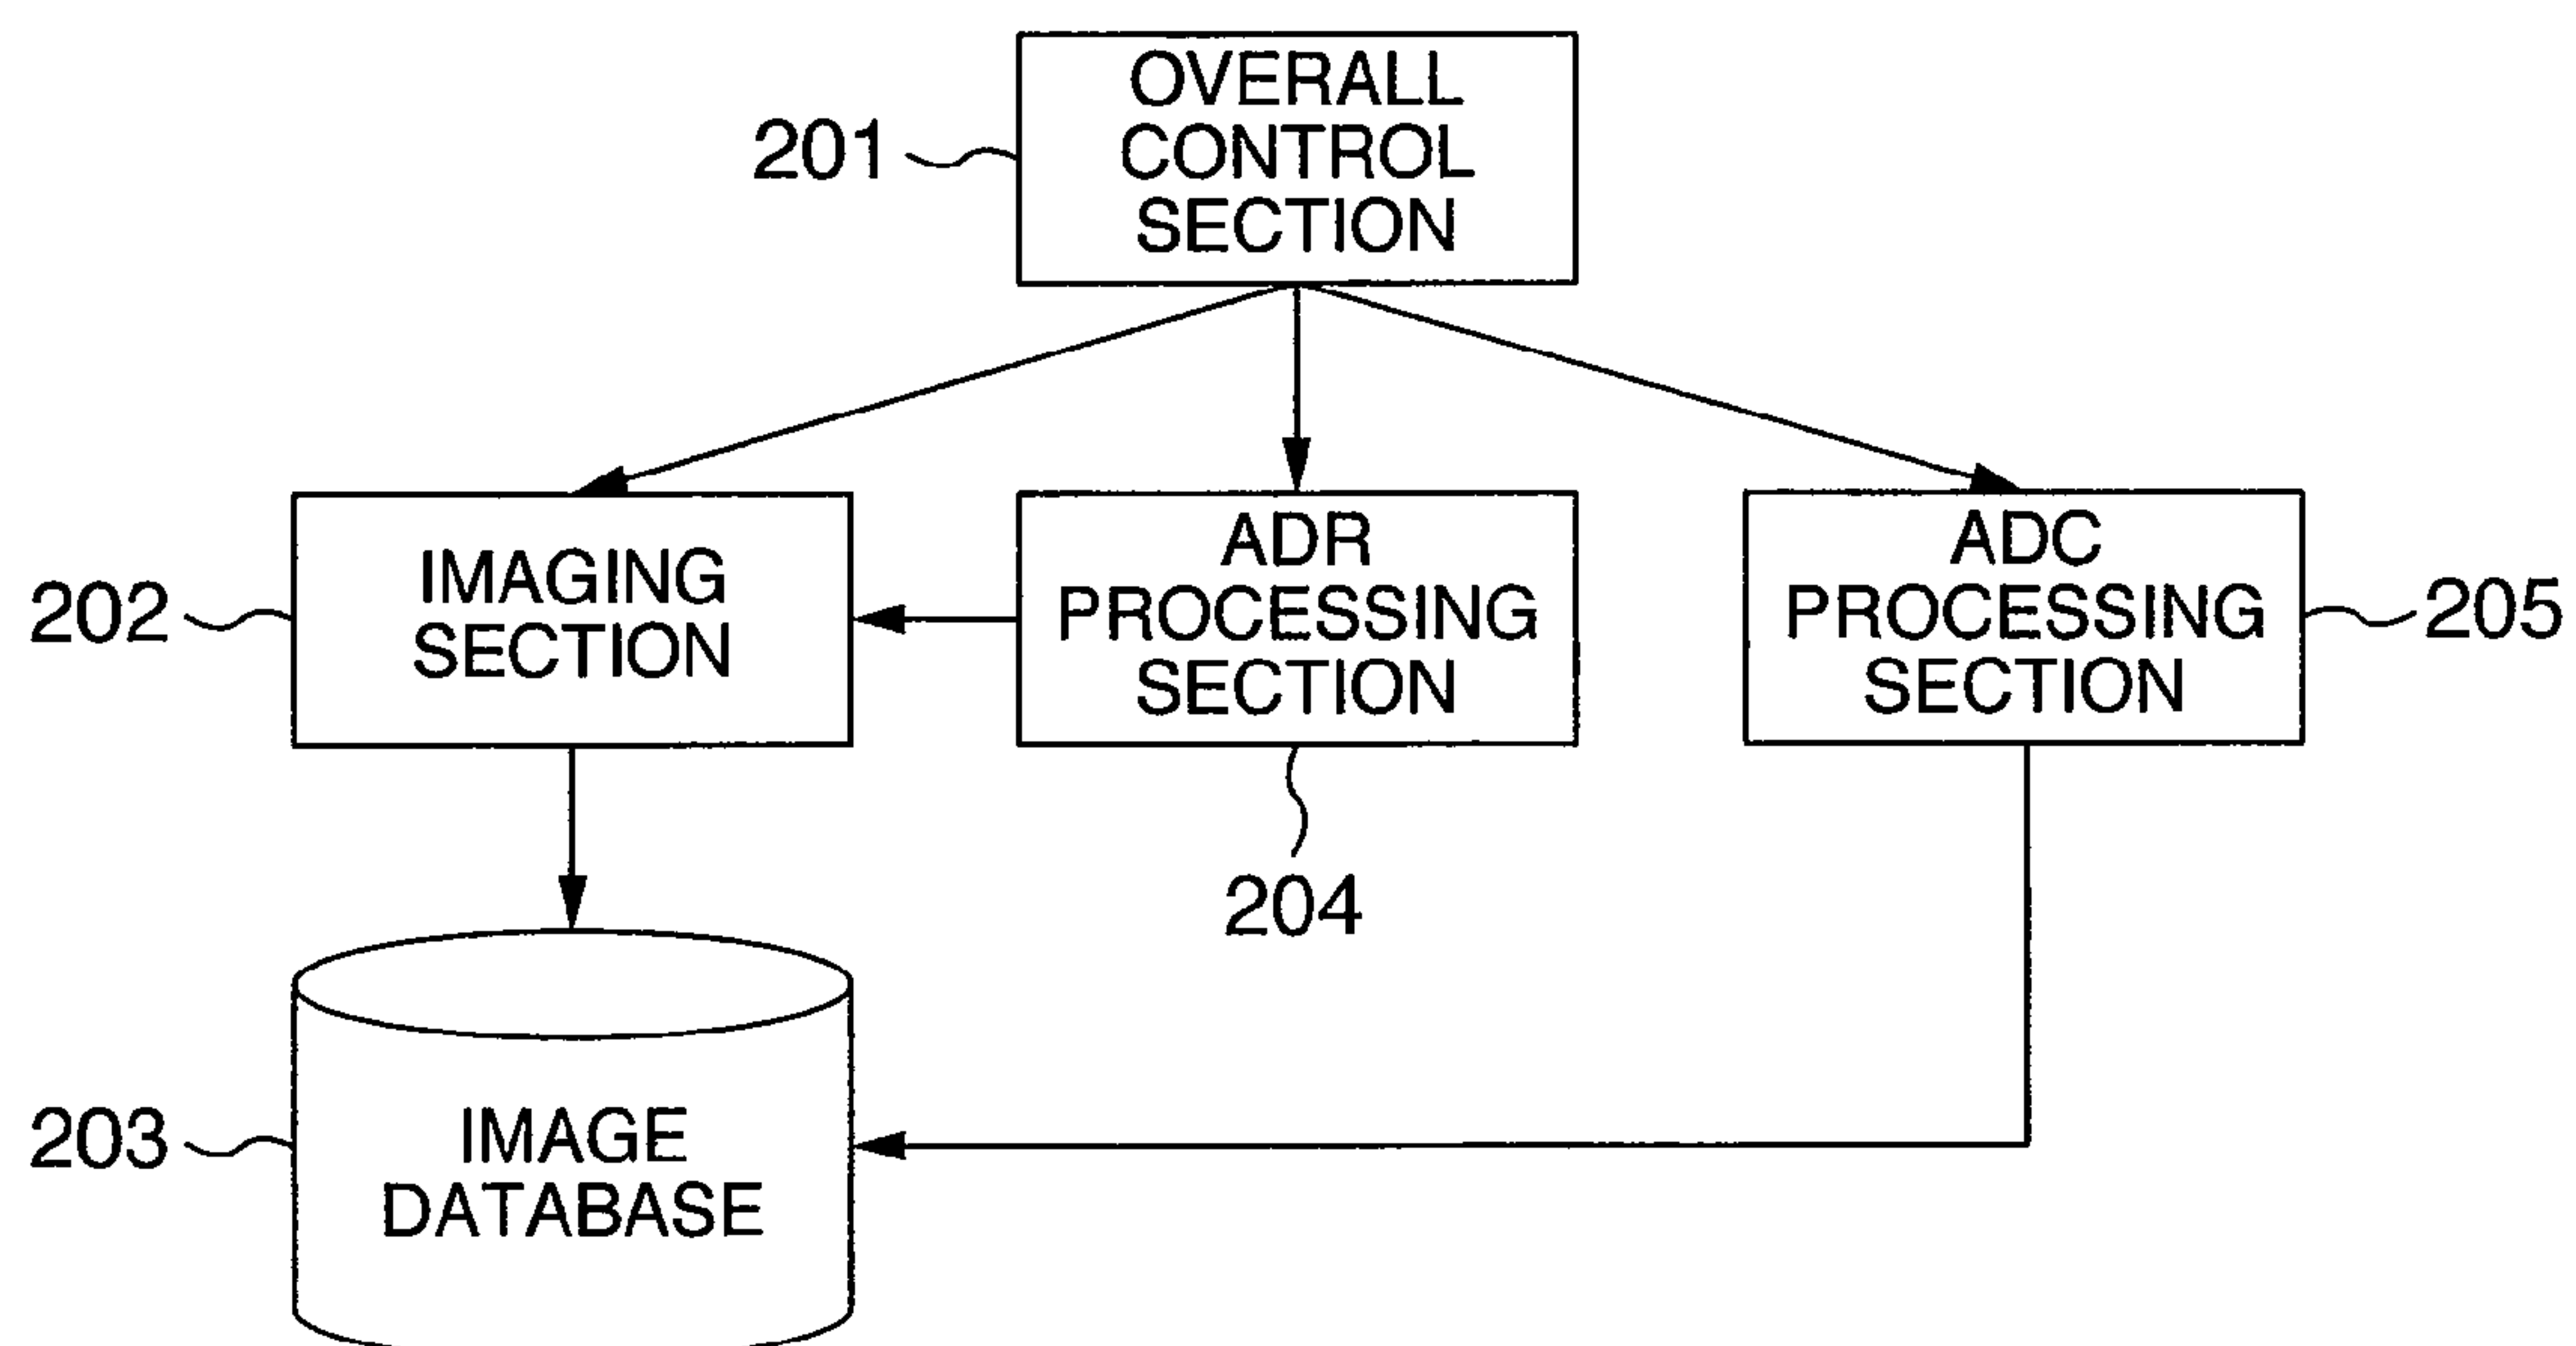 OVERALL
CONTROL
SECTION
201
IMAGING
SECTION
202
ADR
PROCESSING
SECTION
204
ADC
PROCESSING
SECTION
205
IMAGE
DATABASE
203